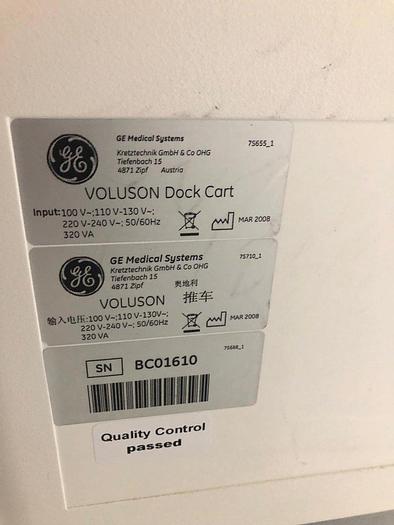 GE Medical Systems
7S655_1
Kretztechnik GmbH & Co OHG
Tiefenbach 15
4871 Zipf Austria
VOLUSON Dock Cart
Input:100 V~;110 V-130 V~;
220 V-240 V~; 50/60Hz
320 VA
MAR 2008
GE Medical Systems
7S710_1
Kretztechnik GmbH & Co OHG
Tiefenbach 15
4871 Zipf 奥地利
VOLUSON 推车
输入电压:100 V~;110 V-130V~;
220 V-240 V~; 50/60Hz
320 VA
MAR 2008
7S668_1
SN BC01610
Quality Control
passed